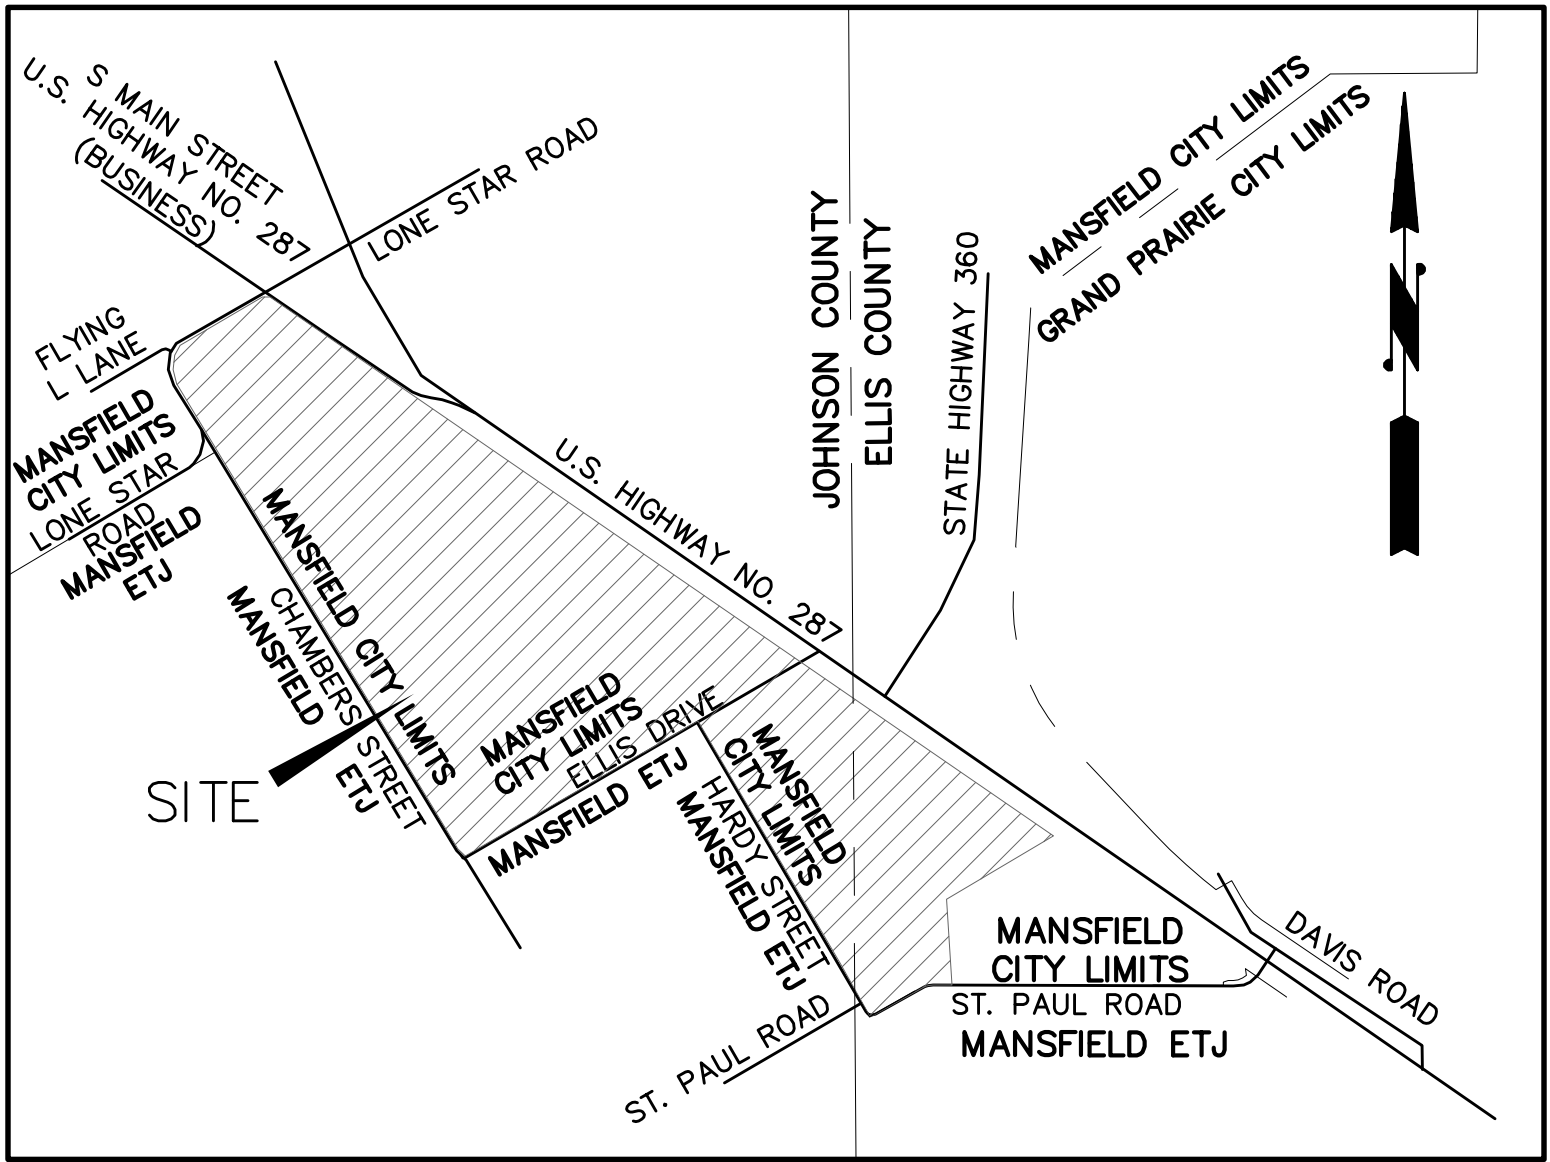 S MAIN STREET
U.S. HIGHWAY NO. 287
(BUSINESS)
LONE STAR ROAD
FLYING
L LANE
MANSFIELD
CITY LIMITS
LONE STAR
ROAD
MANSFIELD
ETJ
MANSFIELD CITY LIMITS
CHAMBERS STREET
MANSFIELD
ETJ
SITE
U.S. HIGHWAY NO. 287
JOHNSON COUNTY
ELLIS COUNTY
STATE HIGHWAY 360
MANSFIELD CITY LIMITS
GRAND PRAIRIE CITY LIMITS
N
MANSFIELD
CITY LIMITS
ELLIS DRIVE
MANSFIELD ETJ
MANSFIELD
CITY LIMITS
HARDY STREET
MANSFIELD ETJ
MANSFIELD
CITY LIMITS
ST. PAUL ROAD
MANSFIELD ETJ
ST. PAUL ROAD
DAVIS ROAD